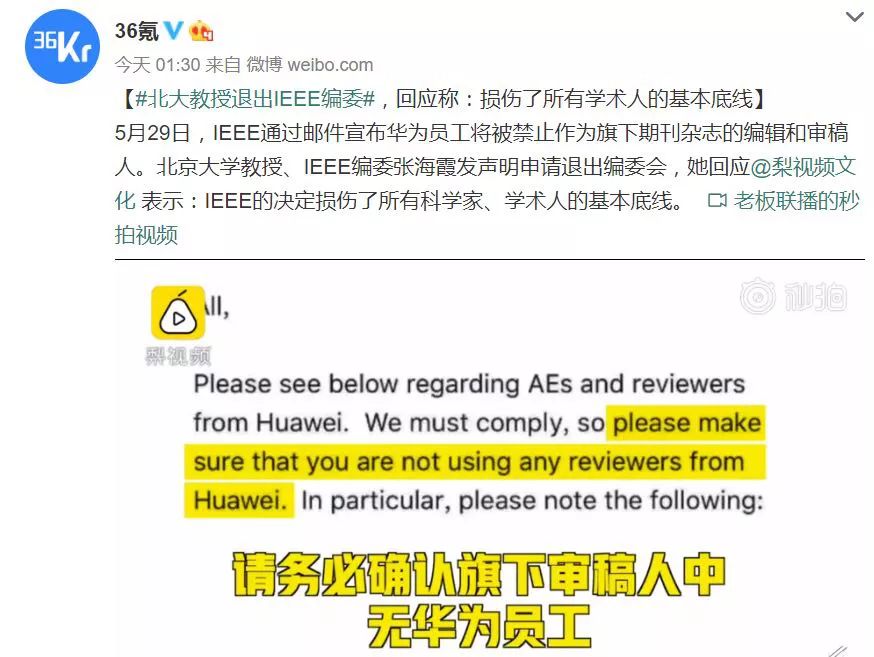 36Kr
36氪
今天 01:30 来自 微博 weibo.com
【#北大教授退出IEEE编委#，回应称：损伤了所有学术人的基本底线】
5月29日，IEEE通过邮件宣布华为员工将被禁止作为旗下期刊杂志的编辑和审稿
人。北京大学教授、IEEE编委张海霞发声明申请退出编委会，她回应@梨视频文
化 表示：IEEE的决定损伤了所有科学家、学术人的基本底线。 老板联播的秒
拍视频
All,
秒拍
梨视频
Please see below regarding AEs and reviewers
from Huawei. We must comply, so please make
sure that you are not using any reviewers from
Huawei. In particular, please note the following:
请务必确认旗下审稿人中
无华为员工